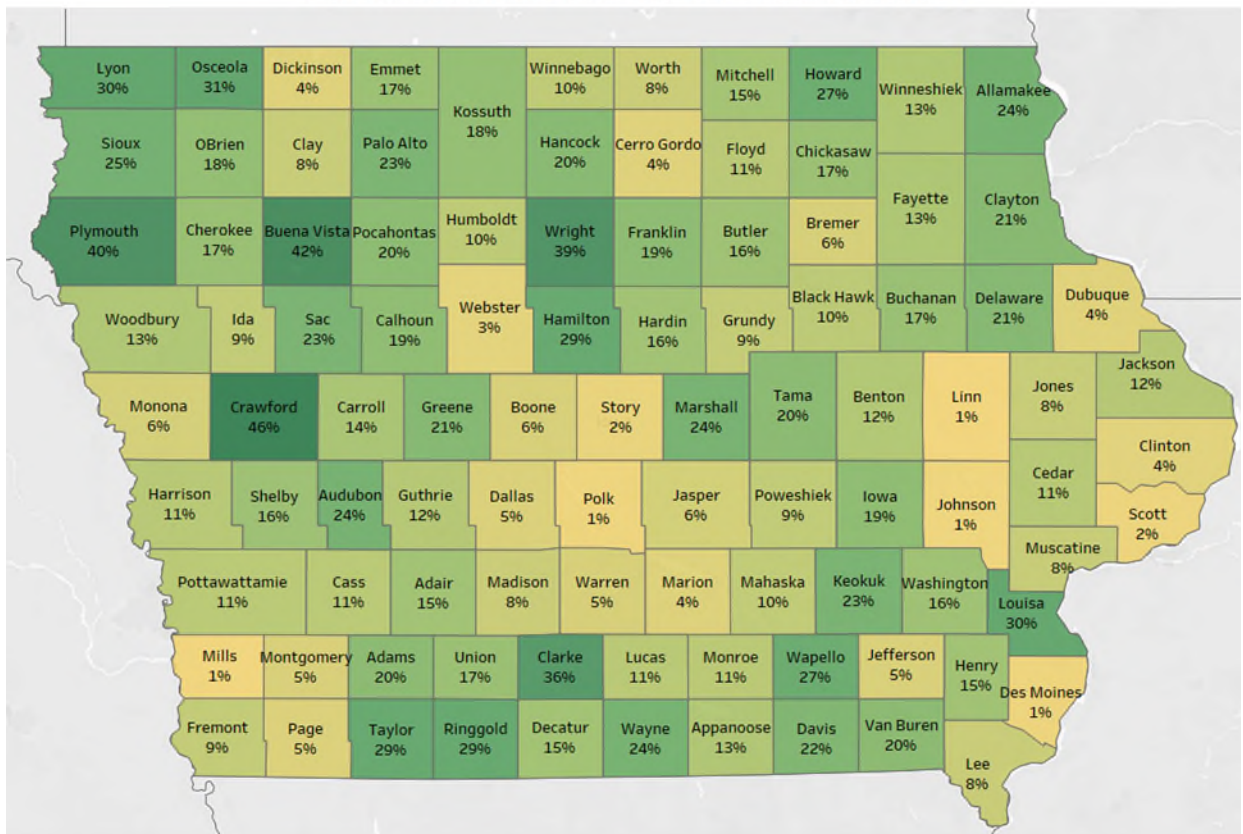 Lyon
30%
Osceola
31%
Dickinson
4%
Emmet
17%
Kossuth
18%
Winnebago
10%
Worth
8%
Mitchell
15%
Howard
27%
Winneshiek
13%
Allamakee
24%
Sioux
25%
OBrien
18%
Clay
8%
Palo Alto
23%
Hancock
20%
Cerro Gordo
4%
Floyd
11%
Chickasaw
17%
Fayette
13%
Clayton
21%
Plymouth
40%
Cherokee
17%
Buena Vista
42%
Pocahontas
20%
Humboldt
10%
Wright
39%
Franklin
19%
Butler
16%
Bremer
6%
Woodbury
13%
Ida
9%
Sac
23%
Calhoun
19%
Webster
3%
Hamilton
29%
Hardin
16%
Grundy
9%
Black Hawk
10%
Buchanan
17%
Delaware
21%
Dubuque
4%
Jackson
12%
Monona
6%
Crawford
46%
Carroll
14%
Greene
21%
Boone
6%
Story
2%
Marshall
24%
Tama
20%
Benton
12%
Linn
1%
Jones
8%
Clinton
4%
Harrison
11%
Shelby
16%
Audubon
24%
Guthrie
12%
Dallas
5%
Polk
1%
Jasper
6%
Poweshiek
9%
Iowa
19%
Johnson
1%
Cedar
11%
Scott
2%
Muscatine
8%
Pottawattamie
11%
Cass
11%
Adair
15%
Madison
8%
Warren
5%
Marion
4%
Mahaska
10%
Keokuk
23%
Washington
16%
Louisa
30%
Mills
1%
Montgomery
5%
Adams
20%
Union
17%
Clarke
36%
Lucas
11%
Monroe
11%
Wapello
27%
Jefferson
5%
Henry
15%
Des Moines
1%
Fremont
9%
Page
5%
Taylor
29%
Ringgold
29%
Decatur
15%
Wayne
24%
Appanoose
13%
Davis
22%
Van Buren
20%
Lee
8%